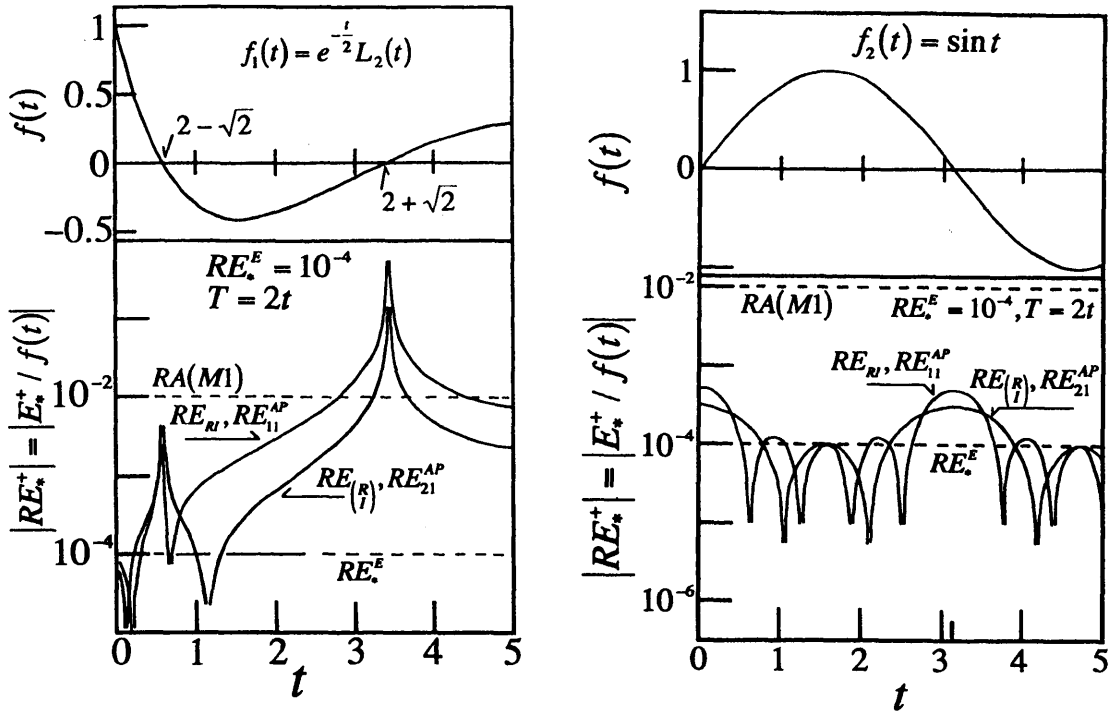 1
0.5
0
−0.5
f(t)
f₁(t) = e^{-t/2} L₂(t)
2 − √2
2 + √2
RE_*^E = 10⁻⁴
T = 2t
RA(M1)
RE_{RI}, RE_{11}^{AP}
RE_{(R I)}, RE_{21}^{AP}
RE_*^E
10⁻²
10⁻⁴
|RE_*^+| = |E_*^+ / f(t)|
0 1 2 3 4 5
t
f₂(t) = sin t
1
0
f(t)
10⁻²
RA(M1) RE_*^E = 10⁻⁴, T = 2t
RE_{RI}, RE_{11}^{AP}
RE_{(R I)}, RE_{21}^{AP}
10⁻⁴
RE_*^E
10⁻⁶
|RE_*^+| = |E_*^+ / f(t)|
0 1 2 3 4 5
t